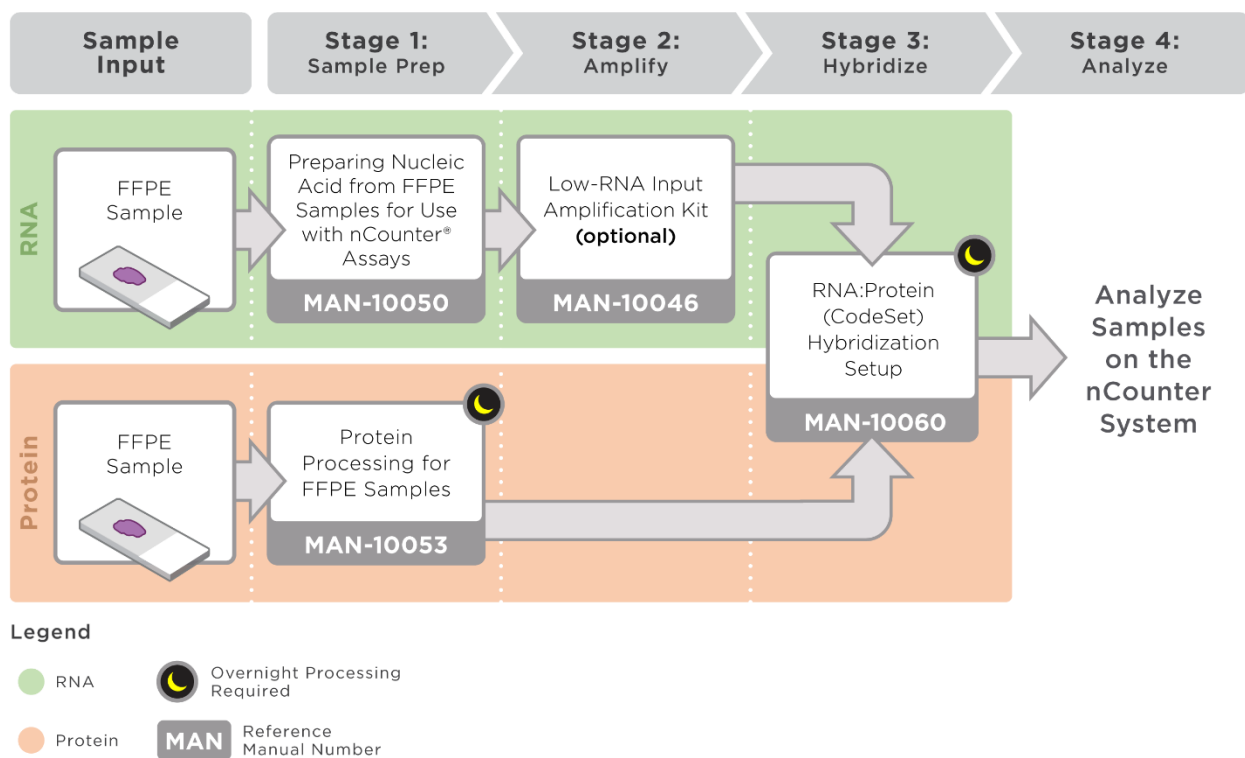 Sample
Input
Stage 1:
Sample Prep
Stage 2:
Amplify
Stage 3:
Hybridize
Stage 4:
Analyze
RNA
FFPE
Sample
Preparing Nucleic
Acid from FFPE
Samples for Use
with nCounter®
Assays
MAN-10050
Low-RNA Input
Amplification Kit
(optional)
MAN-10046
RNA:Protein
(CodeSet)
Hybridization
Setup
MAN-10060
Analyze
Samples
on the
nCounter
System
Protein
FFPE
Sample
Protein
Processing for
FFPE Samples
MAN-10053
Legend
RNA
Overnight Processing
Required
Protein
MAN
Reference
Manual Number